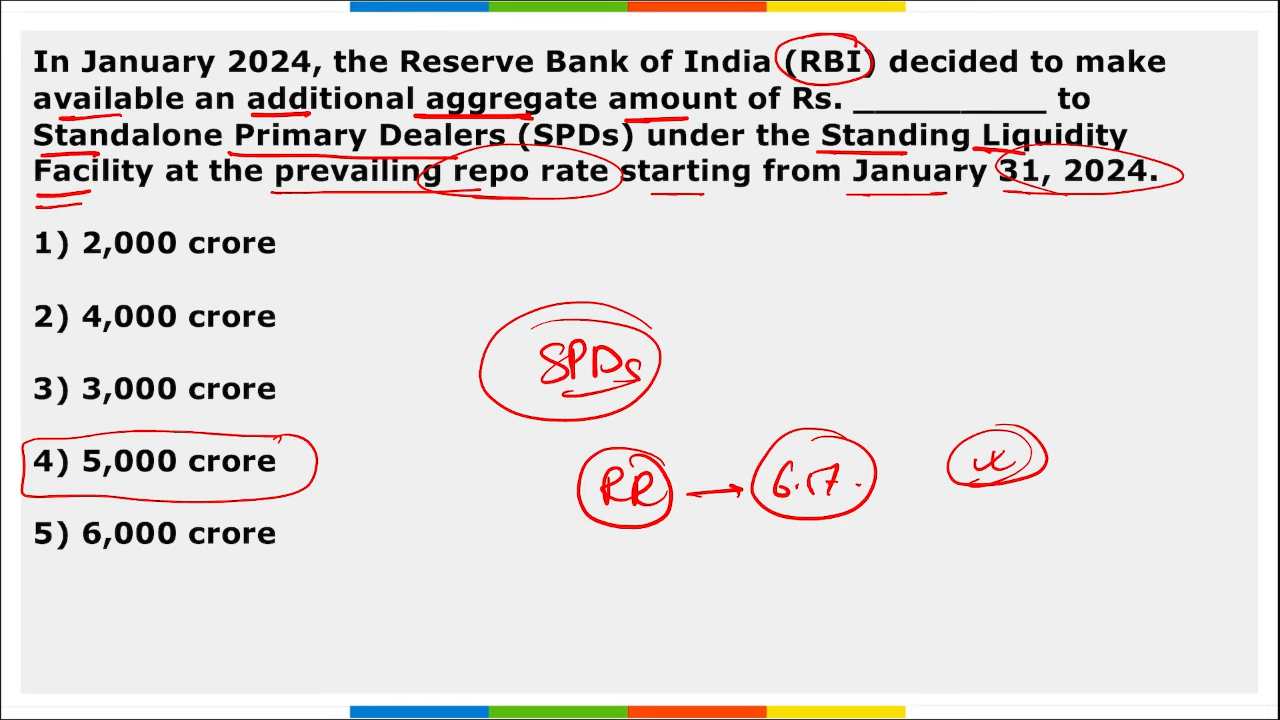 In January 2024, the Reserve Bank of India (RBI) decided to make
available an additional aggregate amount of Rs. ___________ to
Standalone Primary Dealers (SPDs) under the Standing Liquidity
Facility at the prevailing repo rate starting from January 31, 2024.
1) 2,000 crore
2) 4,000 crore
3) 3,000 crore
SPDs
4) 5,000 crore
RR → 6.5%.
5) 6,000 crore